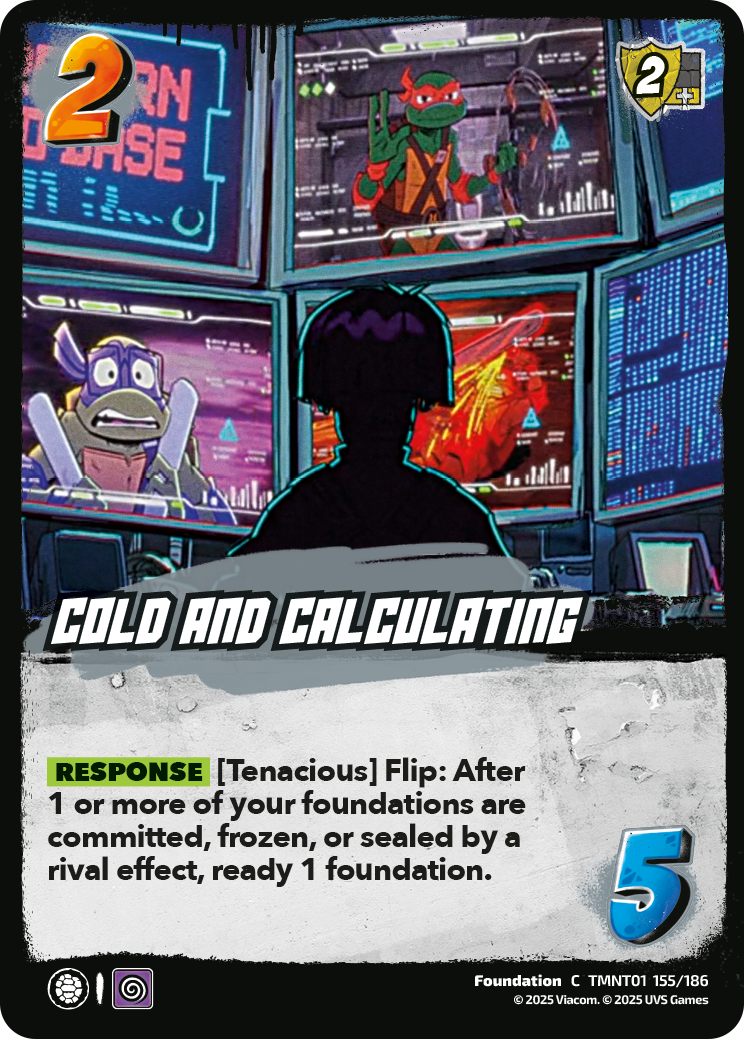 2
2
COLD AND CALCULATING
RESPONSE [Tenacious] Flip: After
1 or more of your foundations are
committed, frozen, or sealed by a
rival effect, ready 1 foundation.
5
Foundation C TMNT01 155/186
© 2025 Viacom. © 2025 UVS Games